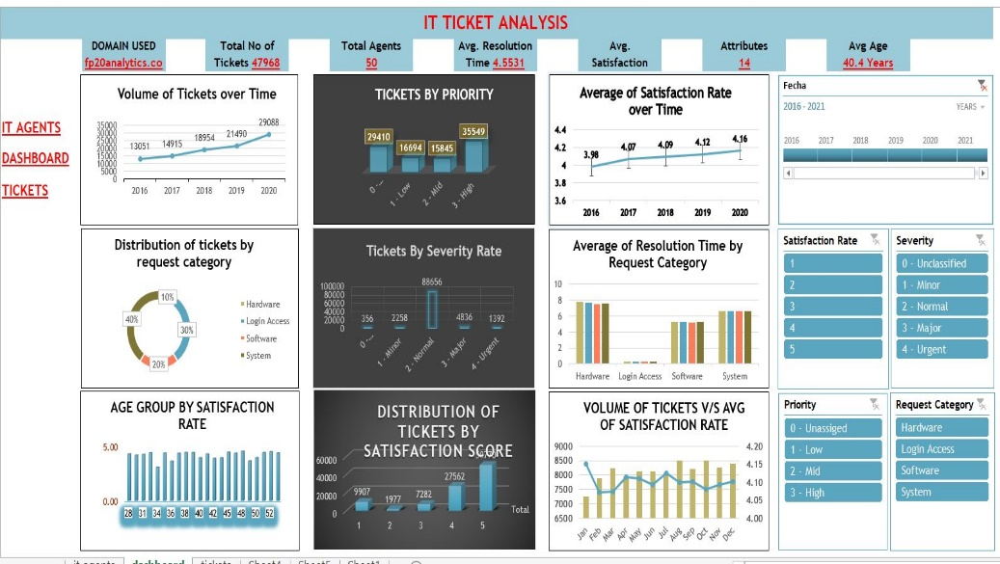 IT TICKET ANALYSIS
DOMAIN USED
fp20analytics.co
Total No of
Tickets 47968
Total Agents
50
Avg. Resolution
Time 4.5531
Avg.
Satisfaction
Attributes
14
Avg Age
40.4 Years
IT AGENTS
DASHBOARD
TICKETS
Volume of Tickets over Time
35000
30000
25000
20000
15000
10000
5000
0
13051
14915
18954
21490
29088
2016 2017 2018 2019 2020
TICKETS BY PRIORITY
29410
16694
15845
35549
0 -...
1 - Low
2 - Mid
3 - High
Average of Satisfaction Rate
over Time
4.4
4.2
4
3.8
3.6
3.98
4.07
4.09
4.12
4.16
2016 2017 2018 2019 2020
Fecha
2016 - 2021
YEARS
2016 2017 2018 2019 2020 2021
Distribution of tickets by
request category
10%
30%
20%
40%
Hardware
Login Access
Software
System
Tickets By Severity Rate
100000
80000
60000
40000
20000
0
356
2258
88656
4836
1392
0 -...
1 - Minor
2 - Normal
3 - Major
4 - Urgent
Average of Resolution Time by
Request Category
10
8
6
4
2
0
Hardware Login Access Software System
Satisfaction Rate
1
2
3
4
5
Severity
0 - Unclassified
1 - Minor
2 - Normal
3 - Major
4 - Urgent
AGE GROUP BY SATISFACTION
RATE
5.00
0.00
28 31 34 36 38 40 42 45 48 50 52
DISTRIBUTION OF
TICKETS BY
SATISFACTION SCORE
60000
40000
20000
0
9907
1977
7282
27562
1 2 3 4 5
Total
VOLUME OF TICKETS V/S AVG
OF SATISFACTION RATE
9000
8500
8000
7500
7000
6500
4.20
4.15
4.10
4.05
4.00
Jan Feb Mar Apr May Jun Jul Aug Sep Oct Nov Dec
Priority
0 - Unassiged
1 - Low
2 - Mid
3 - High
Request Category
Hardware
Login Access
Software
System
it agents dashboard tickets Sheet4 Sheet5 Sheet1